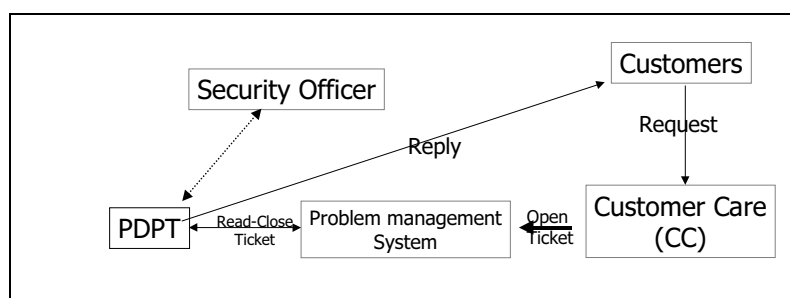 Customers
Security Officer
Request
Reply
Customer Care
(CC)
Problem management
System
Open
Ticket
PDPT
Read-Close
Ticket